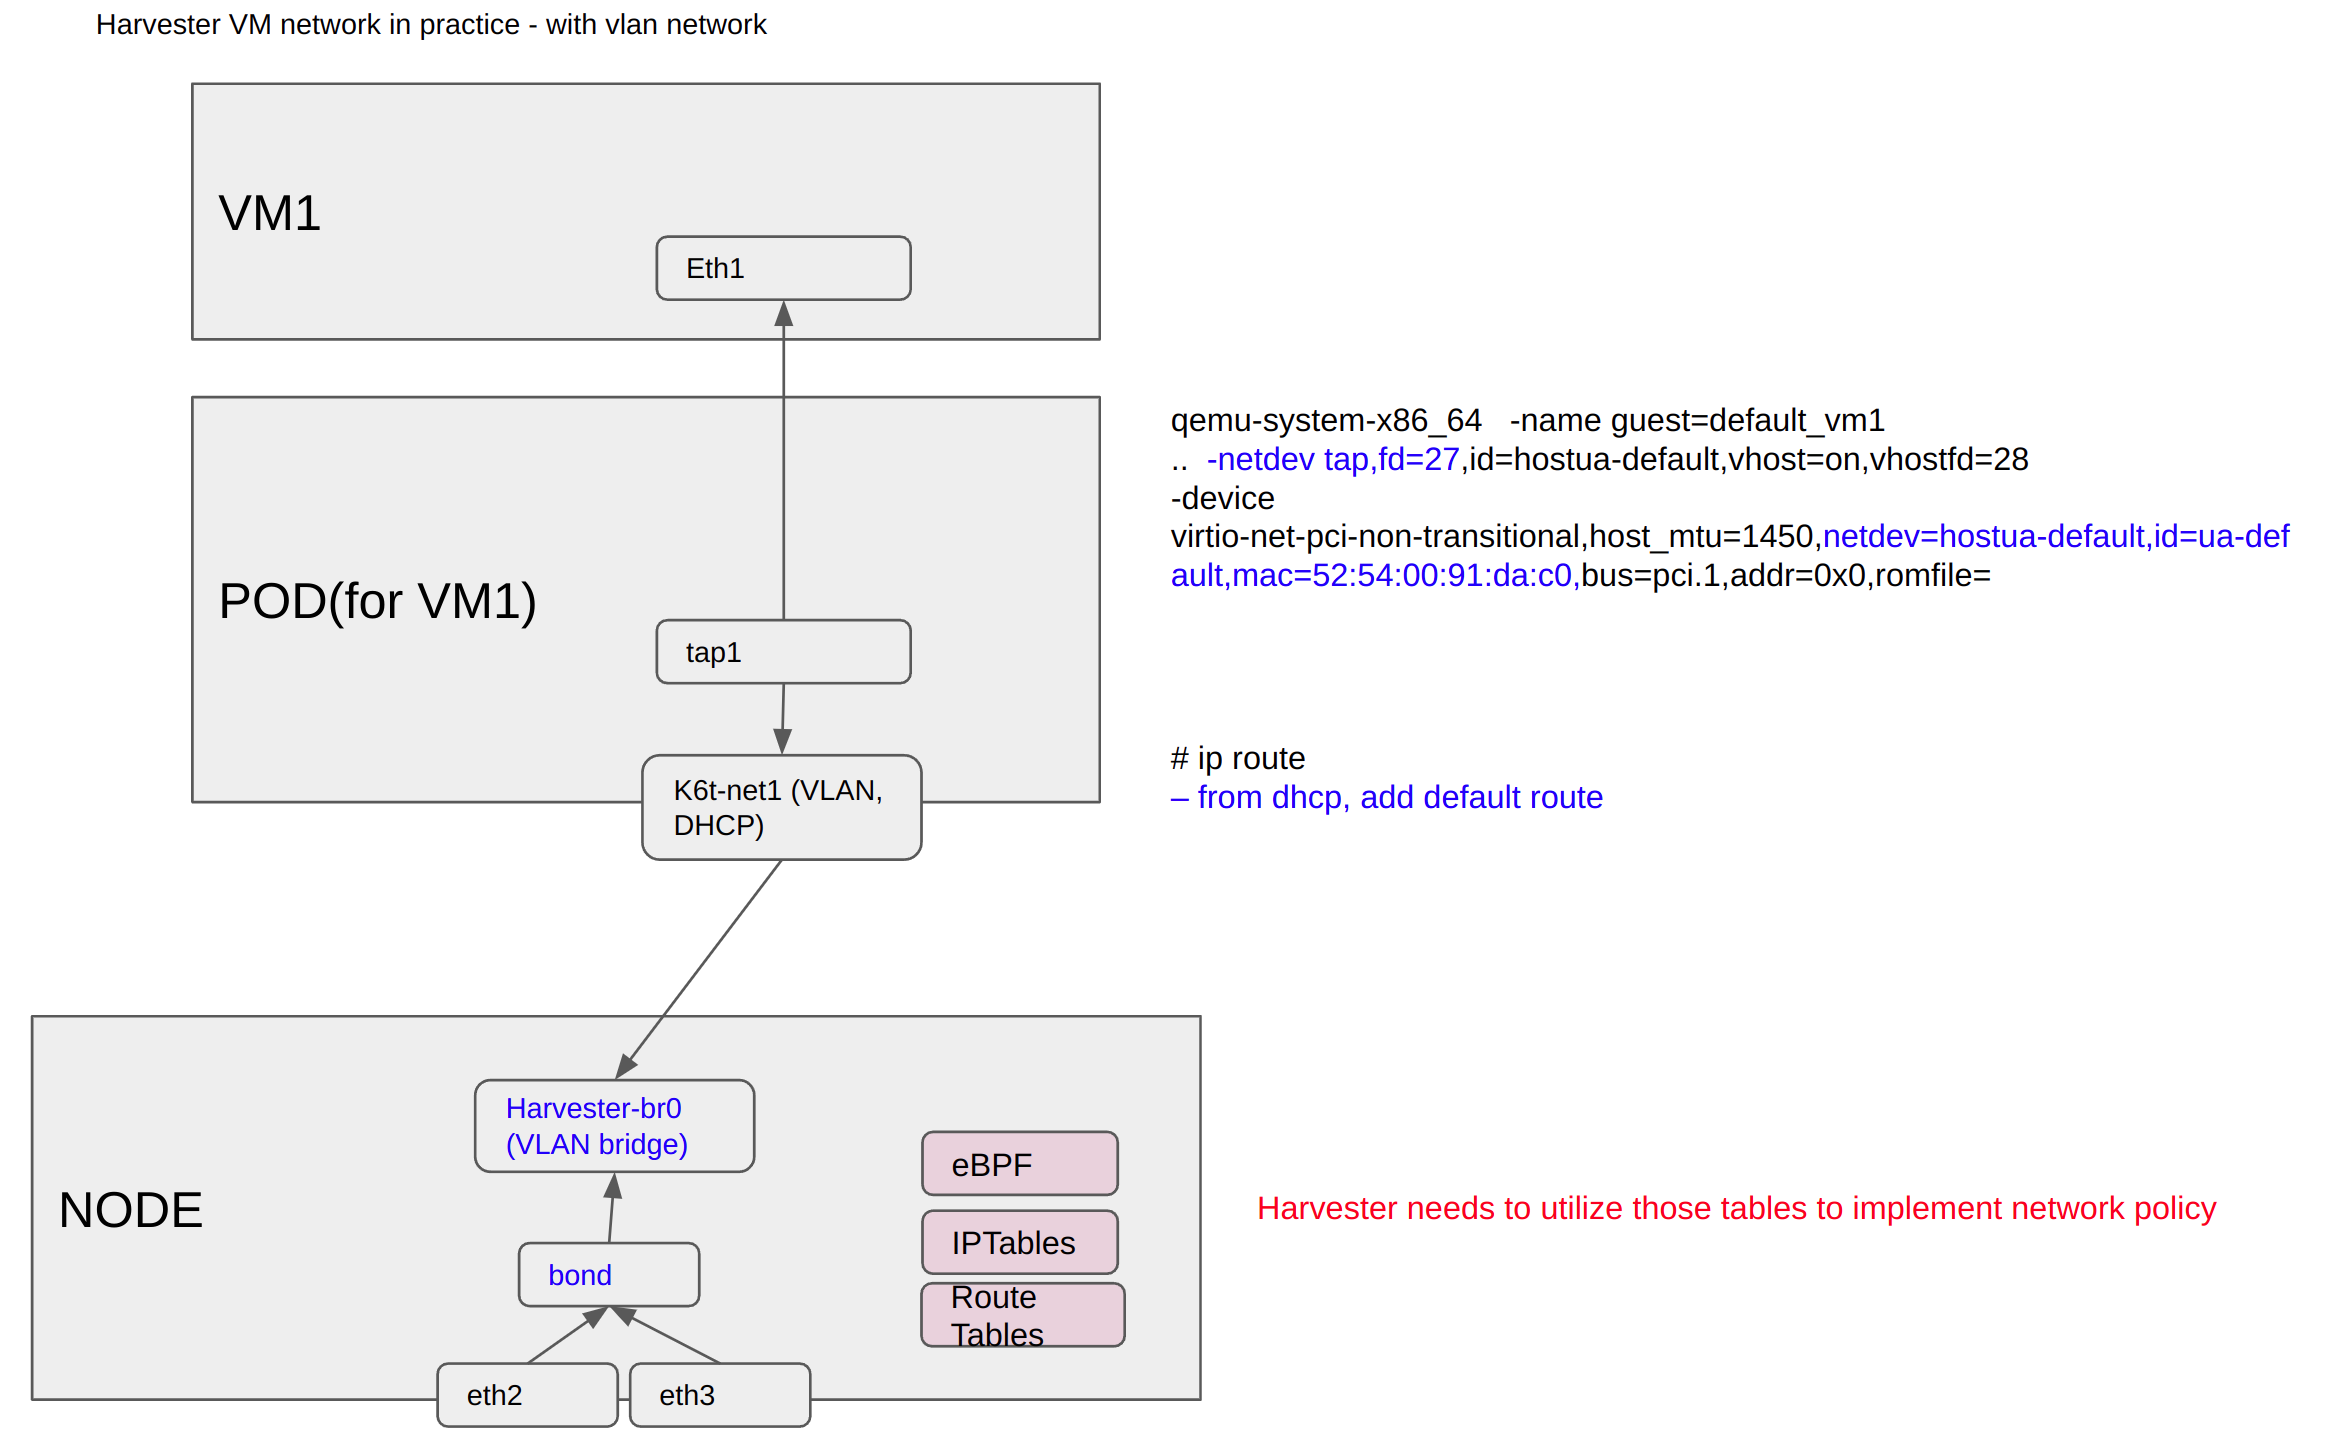 Harvester VM network in practice - with vlan network
VM1
Eth1
POD(for VM1)
qemu-system-x86_64   -name guest=default_vm1
..  -netdev tap,fd=27,id=hostua-default,vhost=on,vhostfd=28
-device
virtio-net-pci-non-transitional,host_mtu=1450,netdev=hostua-default,id=ua-def
ault,mac=52:54:00:91:da:c0,bus=pci.1,addr=0x0,romfile=
tap1
K6t-net1 (VLAN,
DHCP)
# ip route
– from dhcp, add default route
NODE
Harvester-br0
(VLAN bridge)
bond
eth2
eth3
eBPF
IPTables
Route
Tables
Harvester needs to utilize those tables to implement network policy